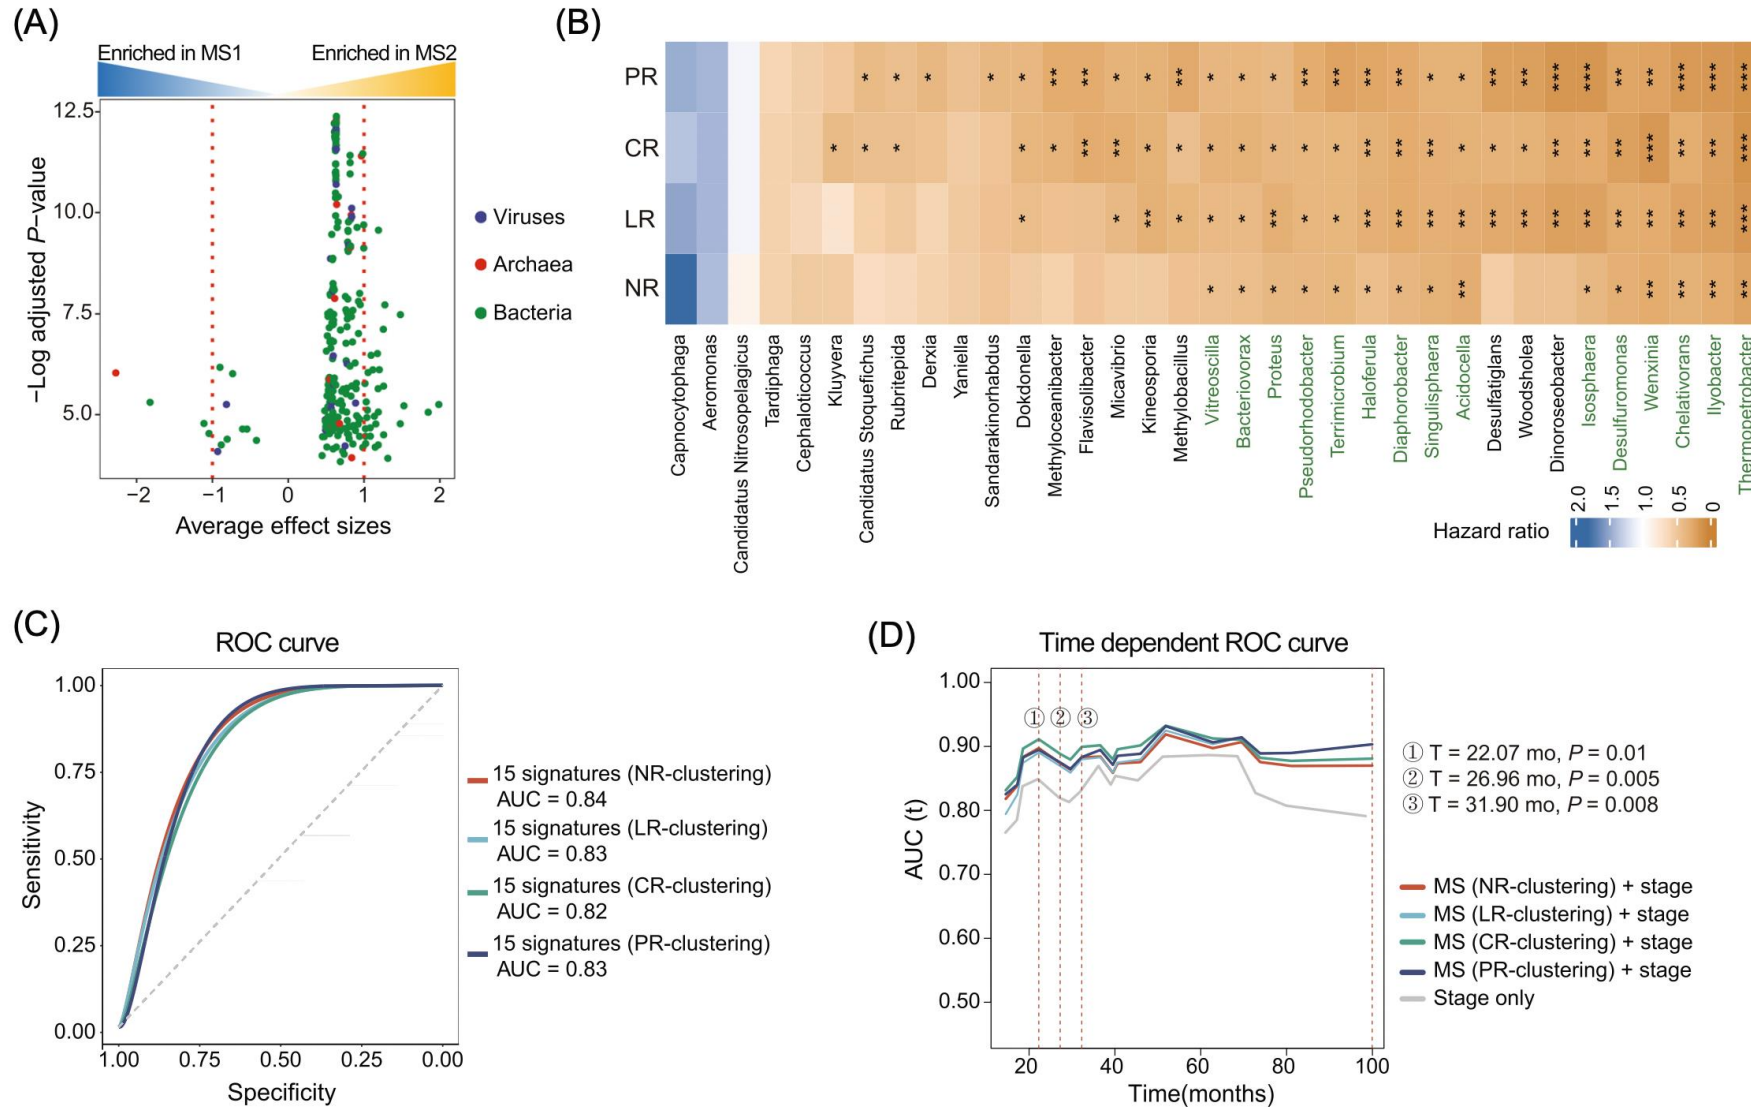 (A)
Enriched in MS1
Enriched in MS2
12.5
10.0
7.5
5.0
−Log adjusted P−value
−2
−1
0
1
2
Average effect sizes
Viruses
Archaea
Bacteria
(B)
PR
* * * * * ** ** * * ** * * * ** ** ** ** * * ** ** *** *** ** ** *** *** ***
CR
* * * * * ** ** * * * * * * * ** ** ** * * * ** ** ** *** ** ** ***
LR
* * ** * * * ** * * ** ** ** ** ** ** ** ** ** ** ** ** ***
NR
* * * * * * * * ** * * ** ** ** **
Capnocytophaga
Aeromonas
Candidatus Nitrosopelagicus
Tardiphaga
Cephaloticoccus
Kluyvera
Candidatus Stoquefichus
Rubritepida
Derxia
Yaniella
Sandarakinorhabdus
Dokdonella
Methyloceanibacter
Flavisolibacter
Micavibrio
Kineosporia
Methylobacillus
Vitreoscilla
Bacteriovorax
Proteus
Pseudorhodobacter
Terrimicrobium
Haloferula
Diaphorobacter
Singulisphaera
Acidocella
Desulfatiglans
Woodsholea
Dinoroseobacter
Isosphaera
Desulfuromonas
Wenxinia
Chelativorans
Ilyobacter
Thermopetrobacter
Hazard ratio
2.0
1.5
1.0
0.5
0
(C)
ROC curve
1.00
0.75
0.50
0.25
0.00
Sensitivity
1.00
0.75
0.50
0.25
0.00
Specificity
15 signatures (NR-clustering)
AUC = 0.84
15 signatures (LR-clustering)
AUC = 0.83
15 signatures (CR-clustering)
AUC = 0.82
15 signatures (PR-clustering)
AUC = 0.83
(D)
Time dependent ROC curve
1.00
0.90
0.80
0.70
0.60
0.50
AUC (t)
① ② ③
20
40
60
80
100
Time(months)
① T = 22.07 mo, P = 0.01
② T = 26.96 mo, P = 0.005
③ T = 31.90 mo, P = 0.008
MS (NR-clustering) + stage
MS (LR-clustering) + stage
MS (CR-clustering) + stage
MS (PR-clustering) + stage
Stage only